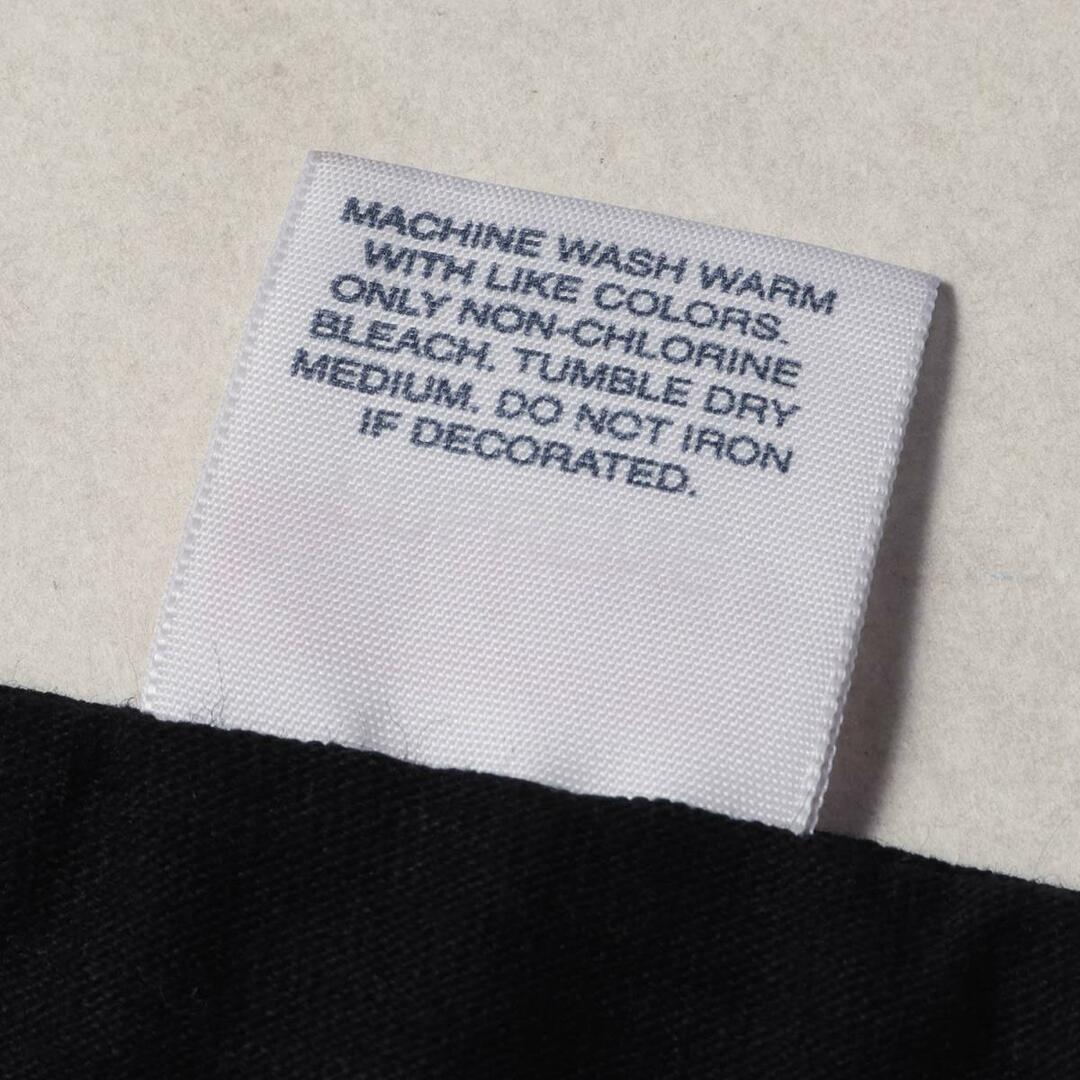 MACHINE WASH WARM
WITH LIKE COLORS.
ONLY NON-CHLORINE
BLEACH. TUMBLE DRY
MEDIUM. DO NOT IRON
IF DECORATED.